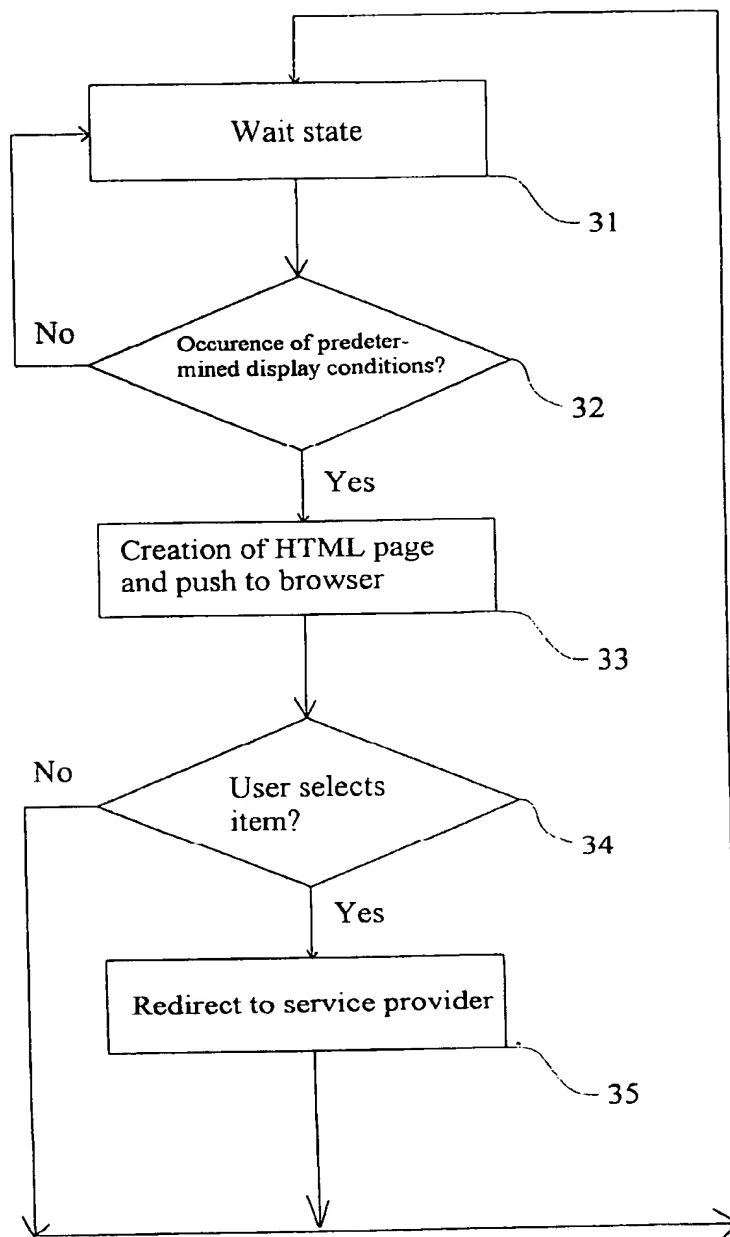 Wait state
31
No
Occurence of predeter-
mined display conditions?
32
Yes
Creation of HTML page
and push to browser
33
No
User selects
item?
34
Yes
Redirect to service provider
35